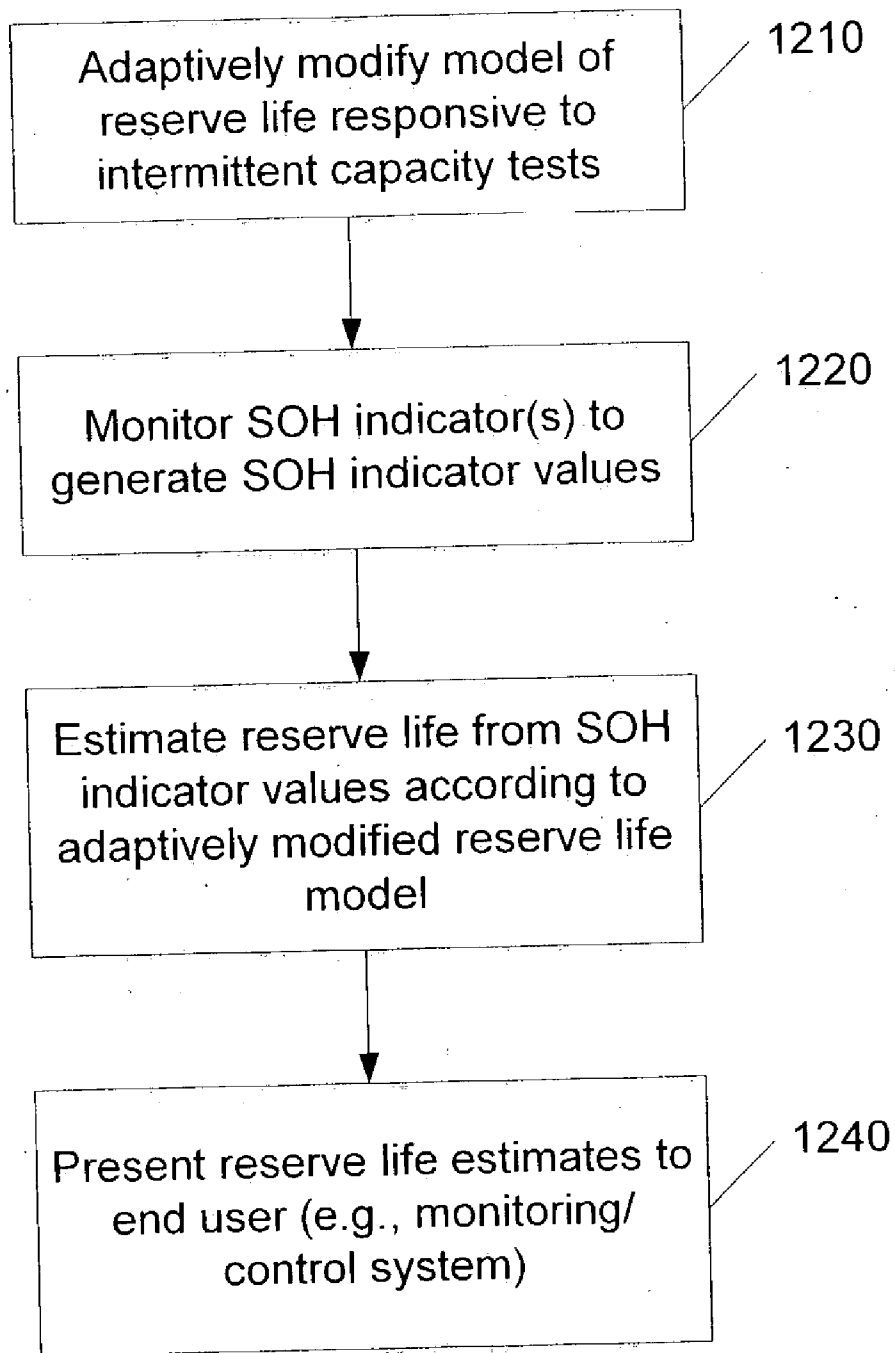 Adaptively modify model of
reserve life responsive to
intermittent capacity tests
1210
Monitor SOH indicator(s) to
generate SOH indicator values
1220
Estimate reserve life from SOH
indicator values according to
adaptively modified reserve life
model
1230
Present reserve life estimates to
end user (e.g., monitoring/
control system)
1240